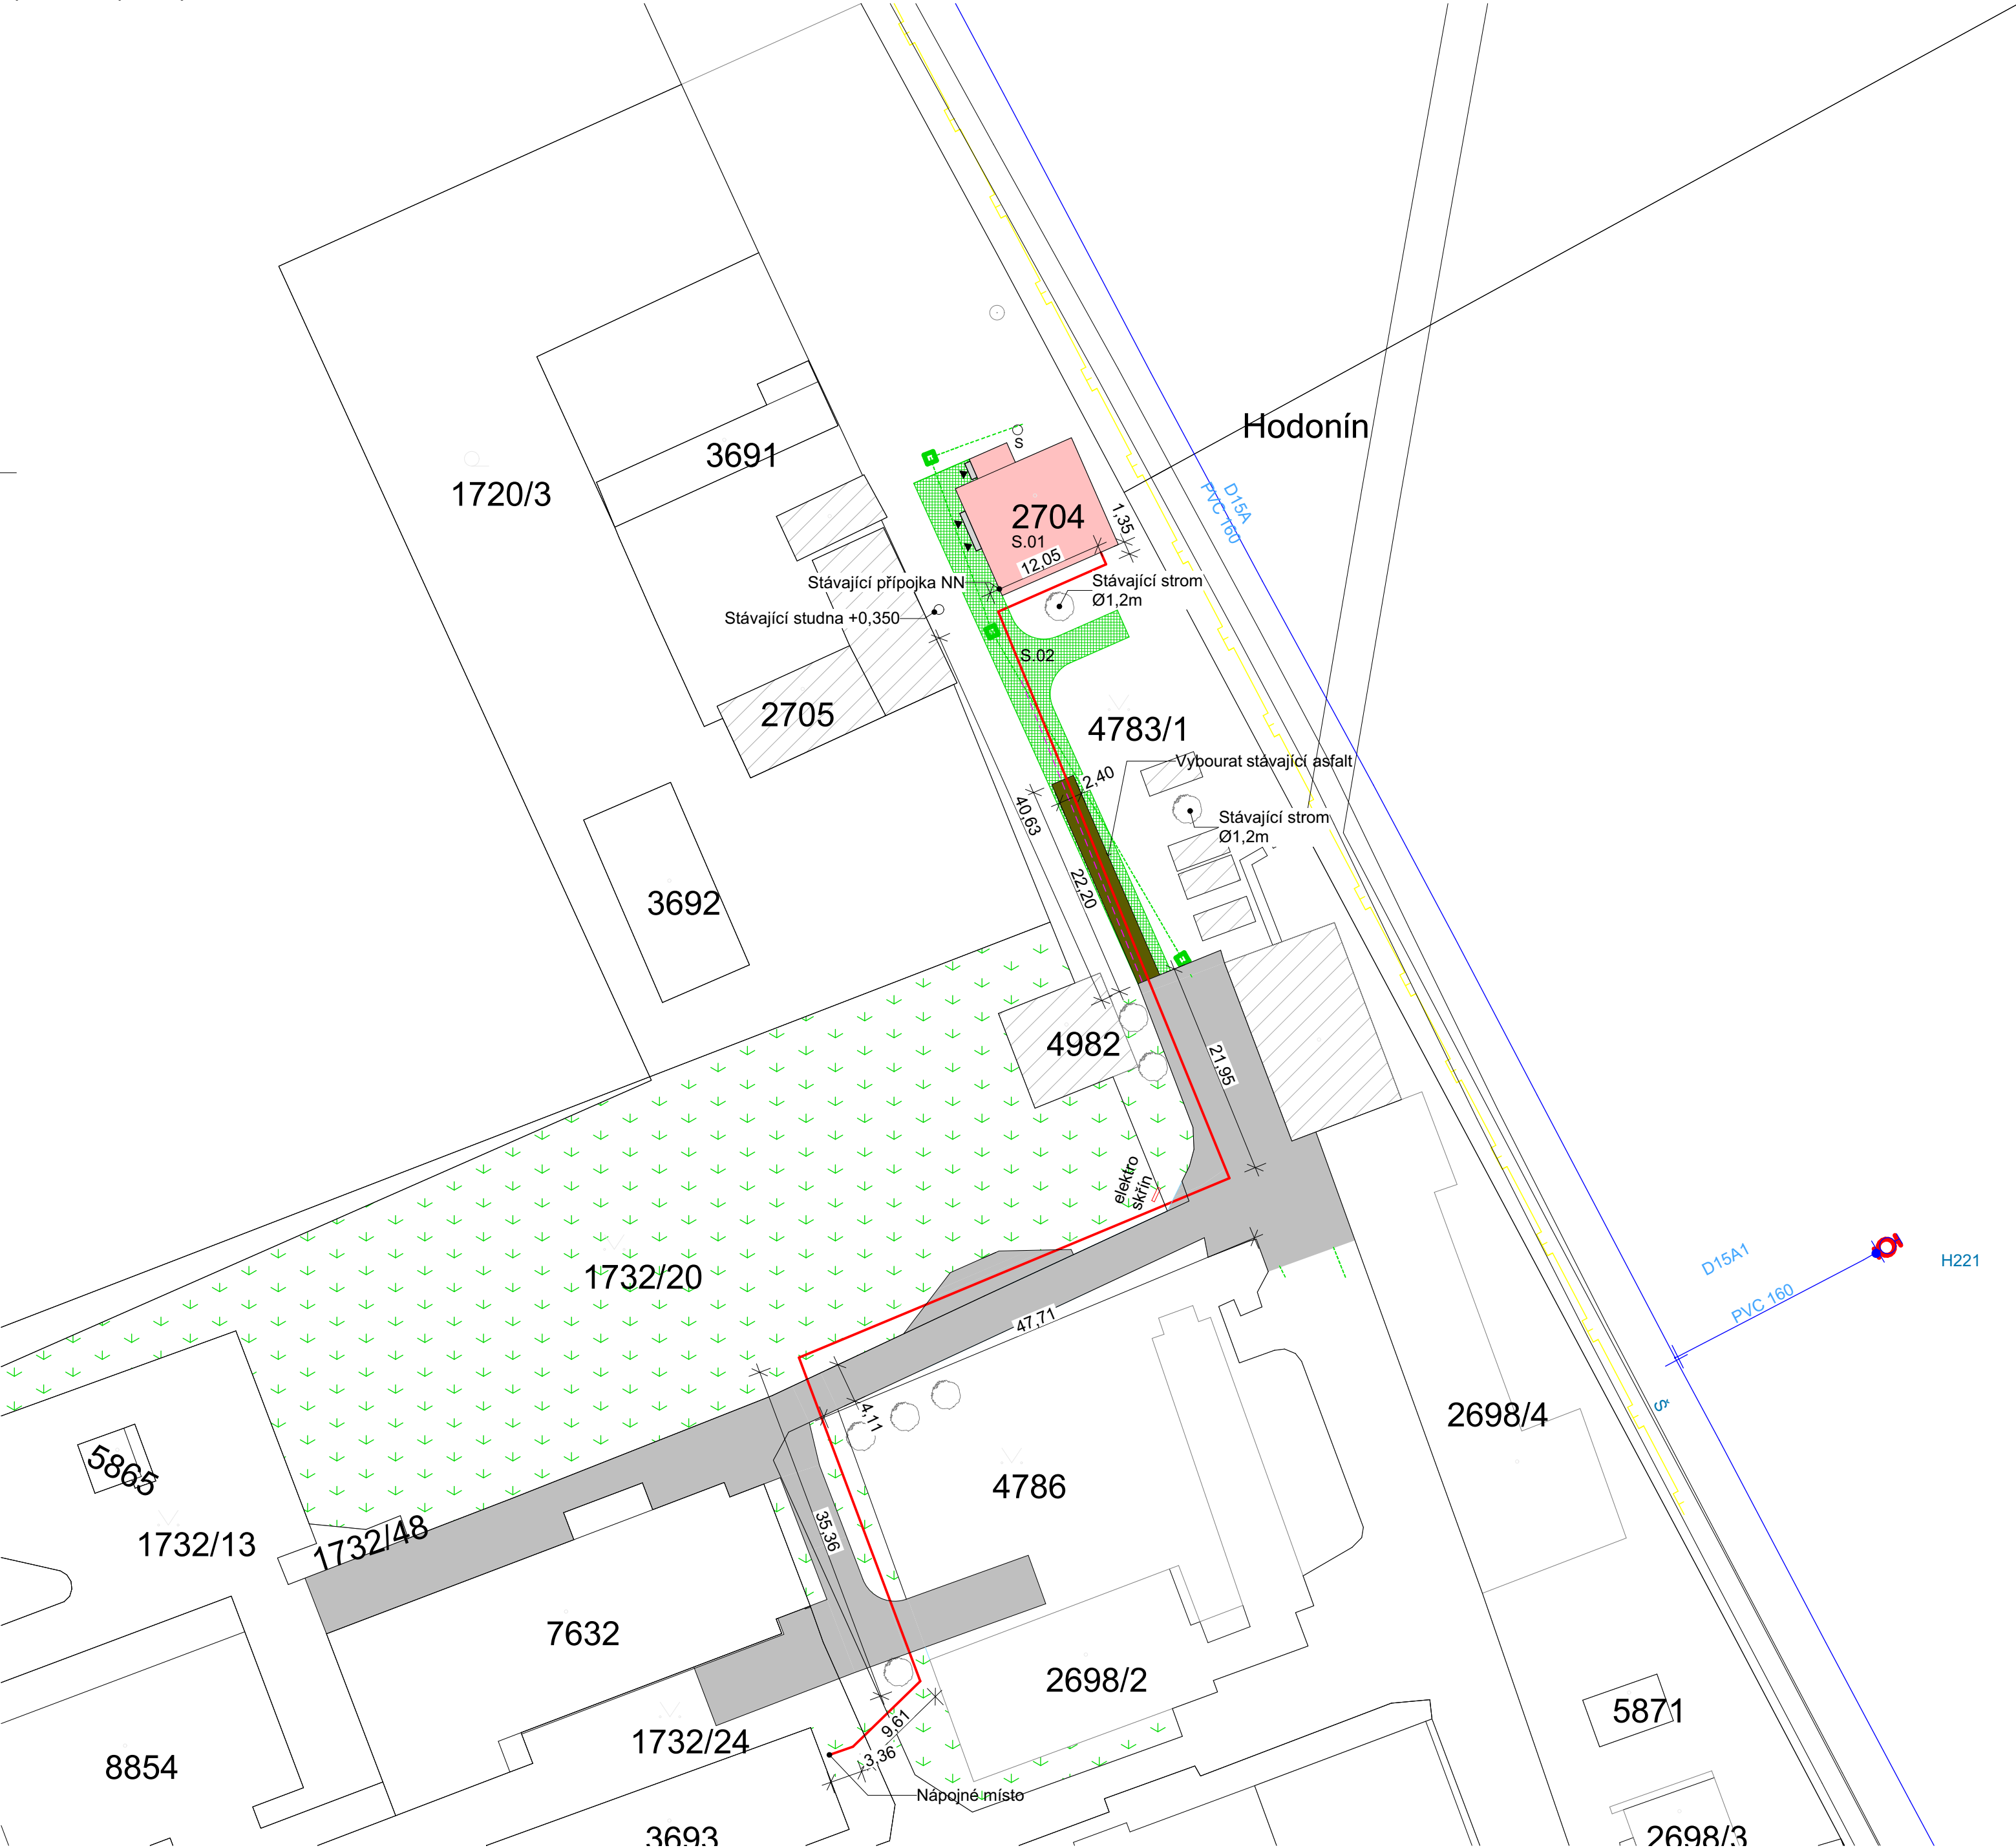 Hodonín
D15A
PVC 160
3691
1720/3
S
2704
S.01
1,35
12,05
Stávající přípojka NN
Stávající strom
Ø1,2m
Stávající studna +0,350
S.02
2705
4783/1
Vybourat stávající asfalt
2,40
40,63
Stávající strom
Ø1,2m
22,20
3692
4982
21,95
elektro
skříň
1732/20
D15A1
PVC 160
H221
47,71
4,11
2698/4
Š
5865
4786
35,36
1732/13
1732/48
7632
2698/2
5871
9,61
1732/24
3,36
8854
Nápojné místo
3693
2698/3